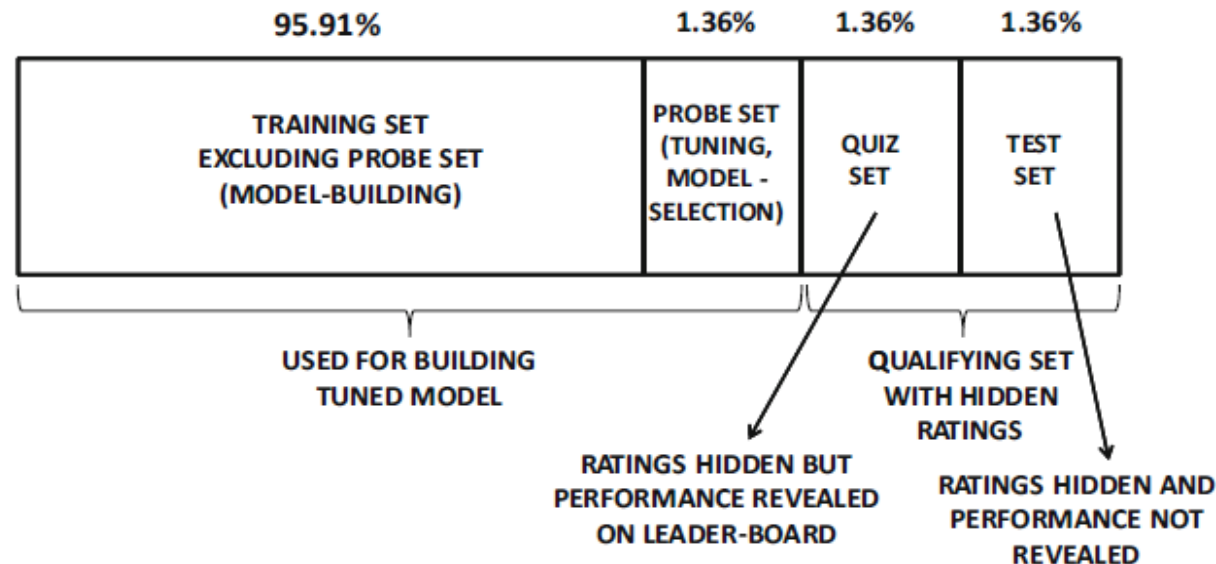 95.91%
1.36%
1.36%
1.36%
TRAINING SET
EXCLUDING PROBE SET
(MODEL-BUILDING)
PROBE SET
(TUNING,
MODEL -
SELECTION)
QUIZ
SET
TEST
SET
USED FOR BUILDING
TUNED MODEL
QUALIFYING SET
WITH HIDDEN
RATINGS
RATINGS HIDDEN BUT
PERFORMANCE REVEALED
ON LEADER-BOARD
RATINGS HIDDEN AND
PERFORMANCE NOT
REVEALED